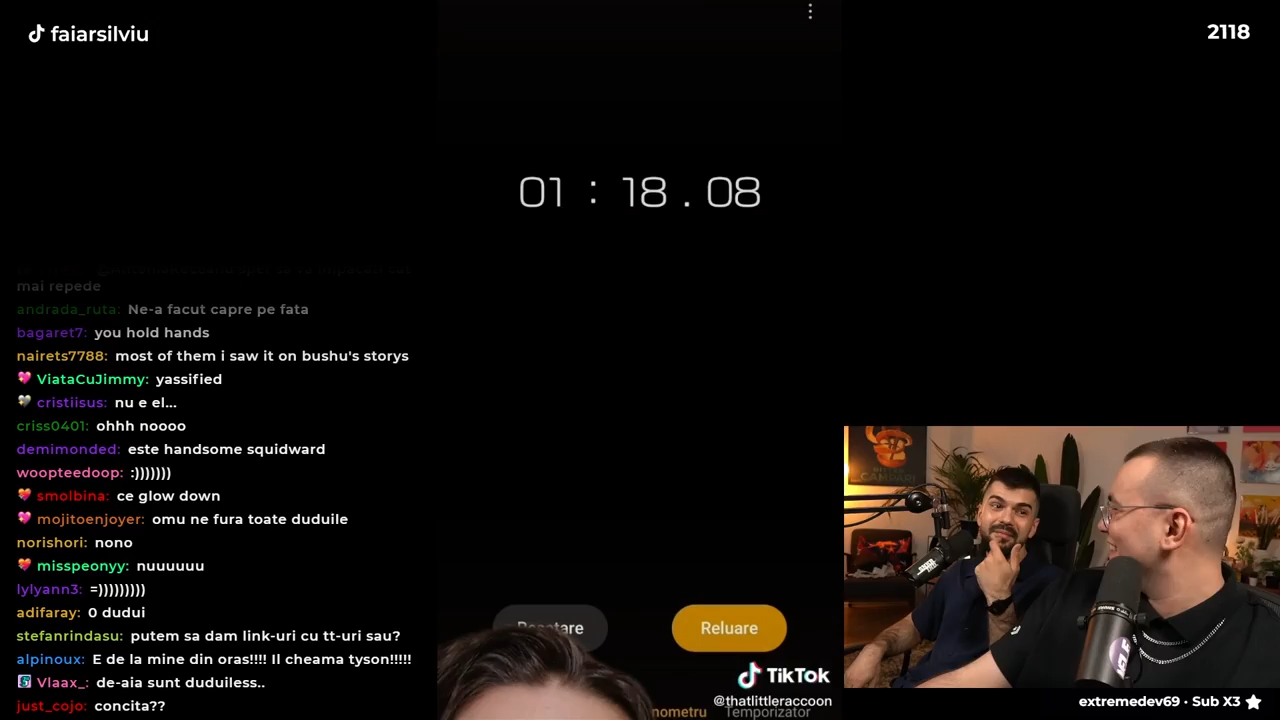 faiarsilviu
2118
01 : 18 . 08
mai repede
andrada_ruta: Ne-a facut capre pe fata
bagaret7: you hold hands
nairets7788: most of them i saw it on bushu's storys
ViataCuJimmy: yassified
cristiisus: nu e el...
criss0401: ohhh noooo
demimonded: este handsome squidward
woopteedoop: :)))))))
smolbina: ce glow down
mojitoenjoyer: omu ne fura toate duduile
norishori: nono
misspeonyy: nuuuuuu
lylyann3: =)))))))))
adifaray: 0 dudui
stefanrindasu: putem sa dam link-uri cu tt-uri sau?
alpinoux: E de la mine din oras!!!! Il cheama tyson!!!!!
Vlaax_: de-aia sunt duduiless..
just_cojo: concita??
Reluare
TikTok
@thatlittleraccoon
Temporizator
CAMPARI
extremedev69 · Sub X3